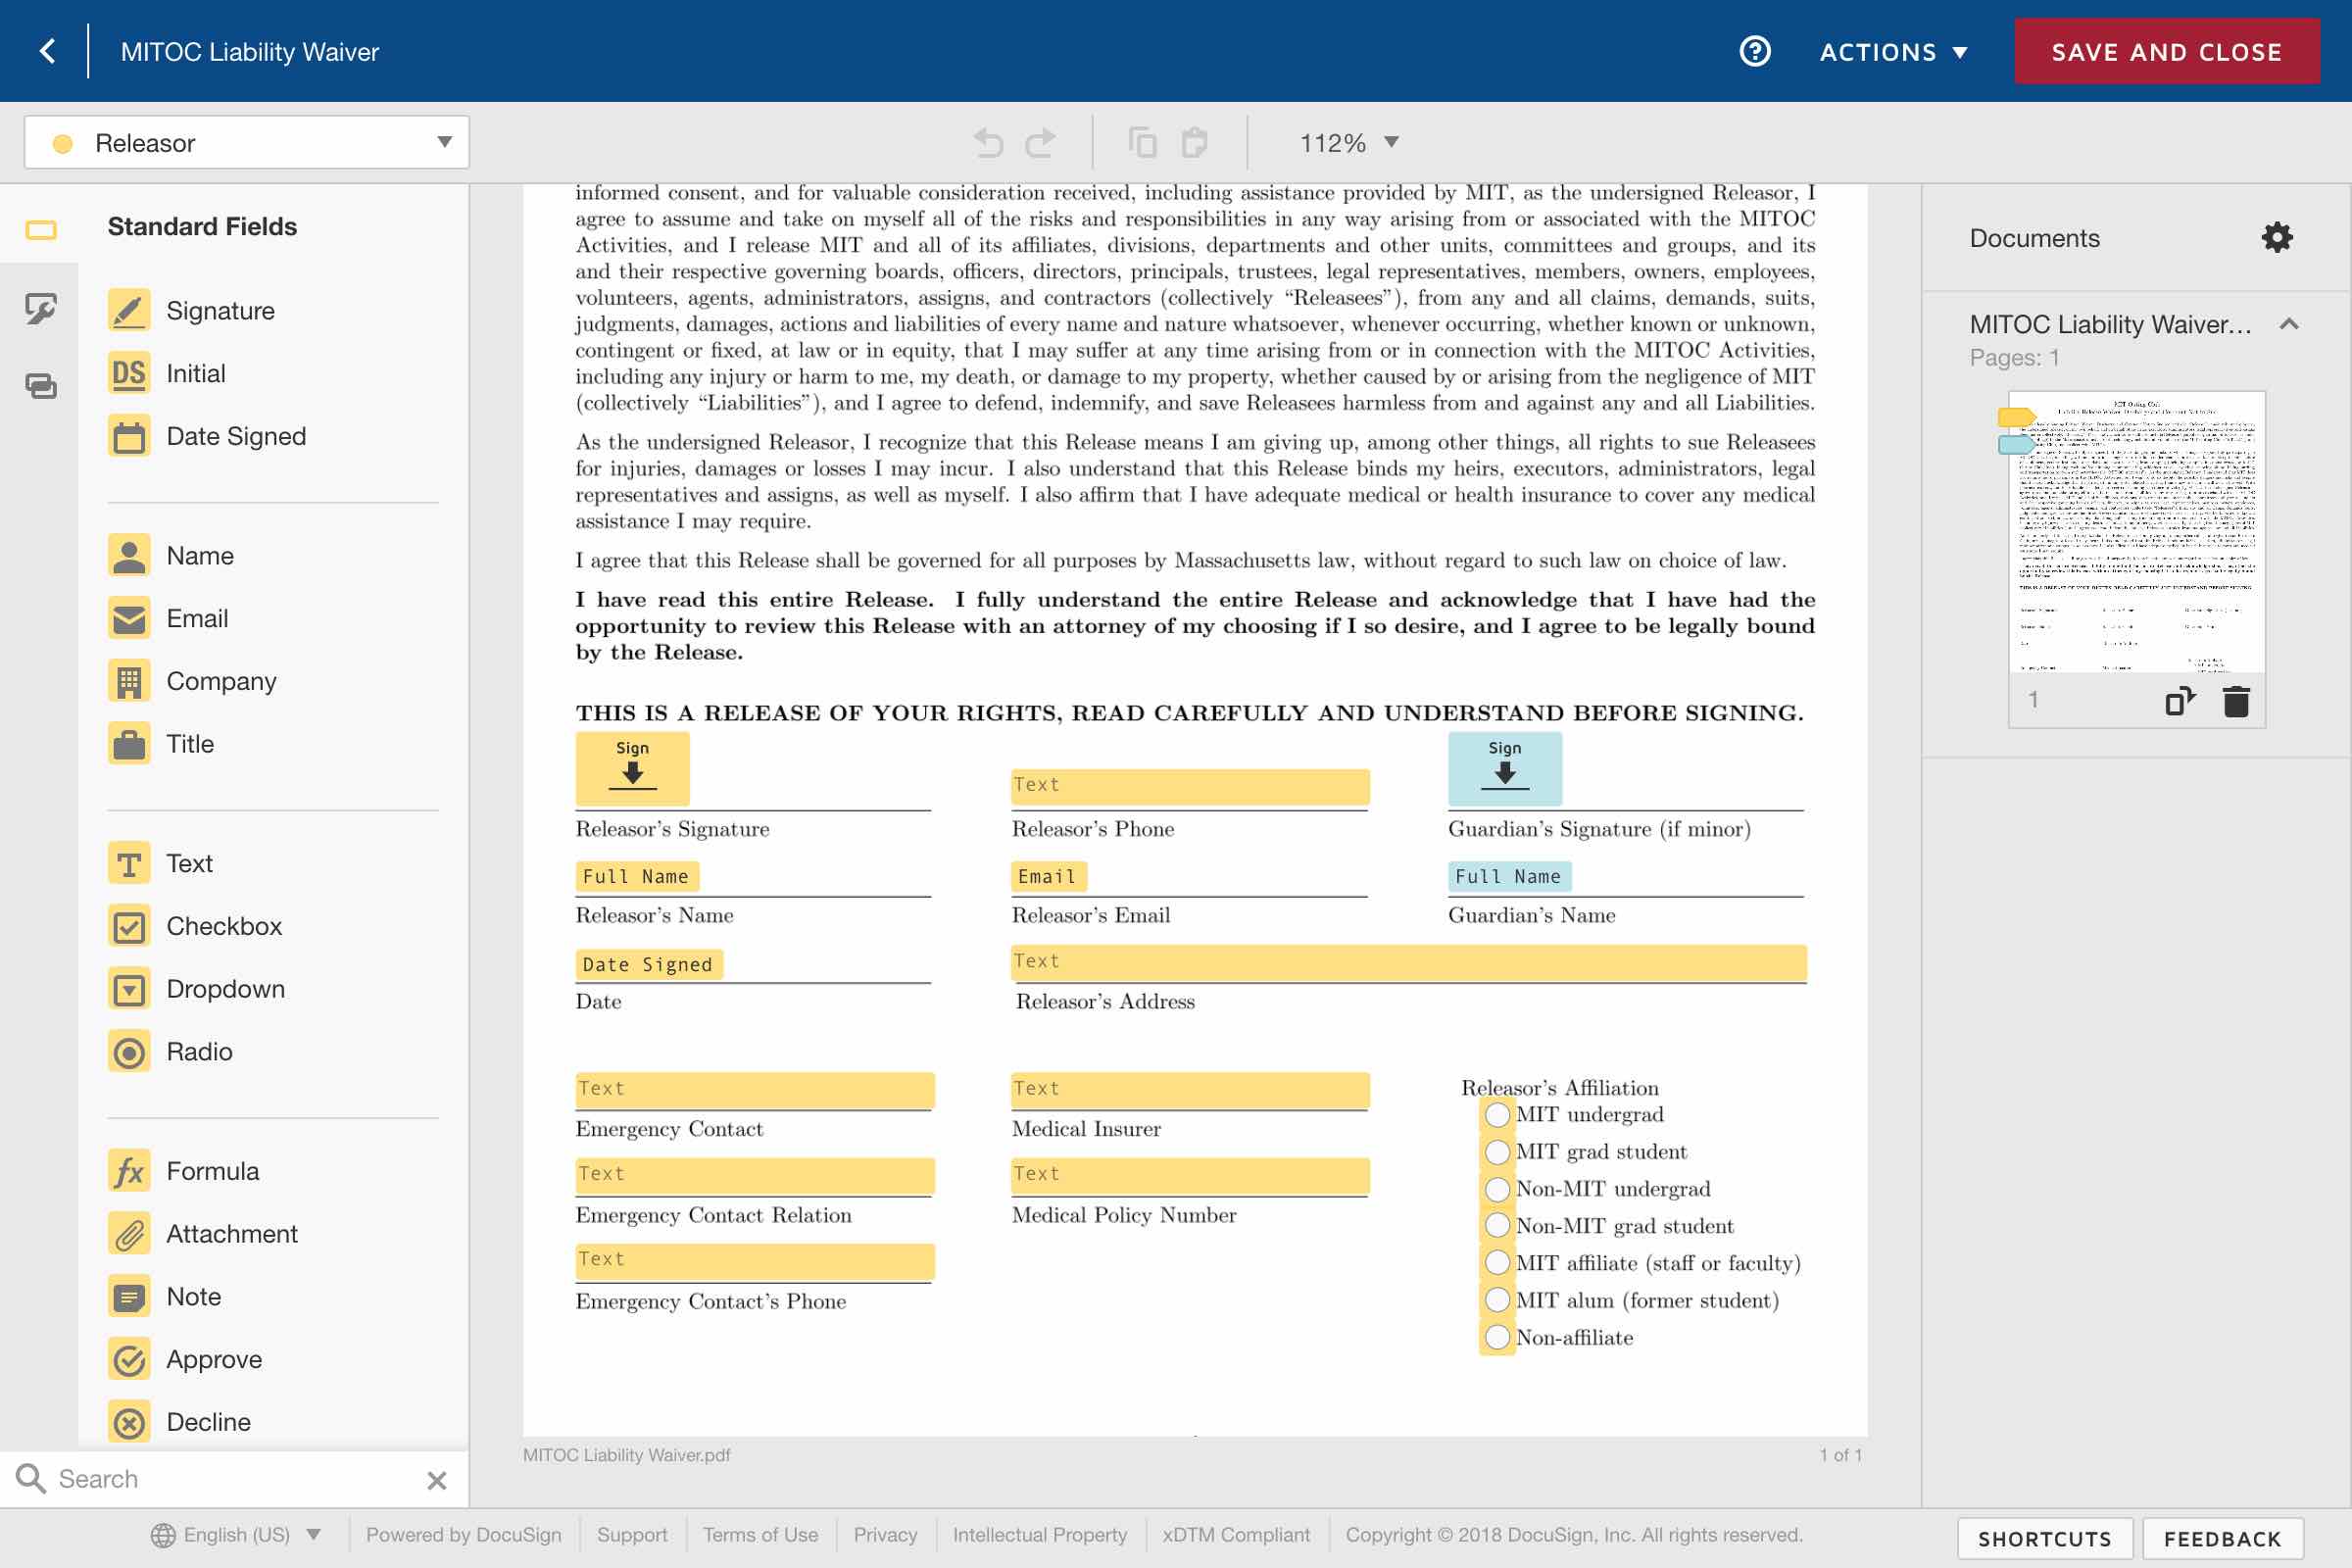 MITOC Liability Waiver
ACTIONS
SAVE AND CLOSE
Releasor
112%
Standard Fields
Signature
DS Initial
Date Signed
Name
Email
Company
Title
Text
Checkbox
Dropdown
Radio
fx Formula
Attachment
Note
Approve
Decline
Search
informed consent, and for valuable consideration received, including assistance provided by MIT, as the undersigned Releasor, I
agree to assume and take on myself all of the risks and responsibilities in any way arising from or associated with the MITOC
Activities, and I release MIT and all of its affiliates, divisions, departments and other units, committees and groups, and its
and their respective governing boards, officers, directors, principals, trustees, legal representatives, members, owners, employees,
volunteers, agents, administrators, assigns, and contractors (collectively “Releasees”), from any and all claims, demands, suits,
judgments, damages, actions and liabilities of every name and nature whatsoever, whenever occurring, whether known or unknown,
contingent or fixed, at law or in equity, that I may suffer at any time arising from or in connection with the MITOC Activities,
including any injury or harm to me, my death, or damage to my property, whether caused by or arising from the negligence of MIT
(collectively “Liabilities”), and I agree to defend, indemnify, and save Releasees harmless from and against any and all Liabilities.
As the undersigned Releasor, I recognize that this Release means I am giving up, among other things, all rights to sue Releasees
for injuries, damages or losses I may incur. I also understand that this Release binds my heirs, executors, administrators, legal
representatives and assigns, as well as myself. I also affirm that I have adequate medical or health insurance to cover any medical
assistance I may require.
I agree that this Release shall be governed for all purposes by Massachusetts law, without regard to such law on choice of law.
I have read this entire Release. I fully understand the entire Release and acknowledge that I have had the
opportunity to review this Release with an attorney of my choosing if I so desire, and I agree to be legally bound
by the Release.
THIS IS A RELEASE OF YOUR RIGHTS, READ CAREFULLY AND UNDERSTAND BEFORE SIGNING.
Sign
Text
Sign
Releasor’s Signature
Releasor’s Phone
Guardian’s Signature (if minor)
Full Name
Email
Full Name
Releasor’s Name
Releasor’s Email
Guardian’s Name
Date Signed
Text
Date
Releasor’s Address
Text
Emergency Contact
Text
Emergency Contact Relation
Text
Emergency Contact’s Phone
Text
Medical Insurer
Text
Medical Policy Number
Releasor’s Affiliation
MIT undergrad
MIT grad student
Non-MIT undergrad
Non-MIT grad student
MIT affiliate (staff or faculty)
MIT alum (former student)
Non-affiliate
MITOC Liability Waiver.pdf
1 of 1
Documents
MITOC Liability Waiver...
Pages: 1
1
English (US)
Powered by DocuSign
Support
Terms of Use
Privacy
Intellectual Property
xDTM Compliant
Copyright © 2018 DocuSign, Inc. All rights reserved.
SHORTCUTS
FEEDBACK